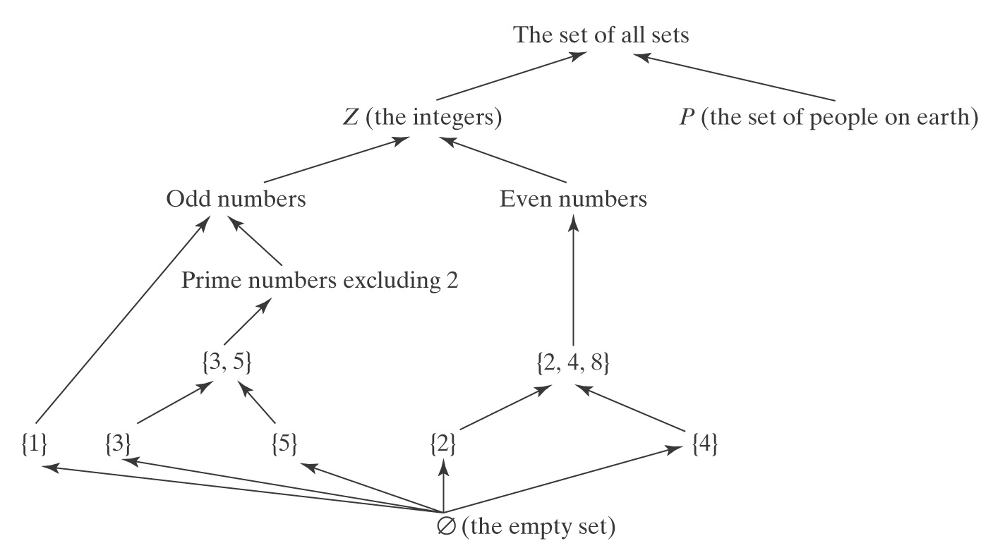 The set of all sets
Z (the integers)
P (the set of people on earth)
Odd numbers
Even numbers
Prime numbers excluding 2
{3, 5}
{2, 4, 8}
{1}
{3}
{5}
{2}
{4}
∅ (the empty set)